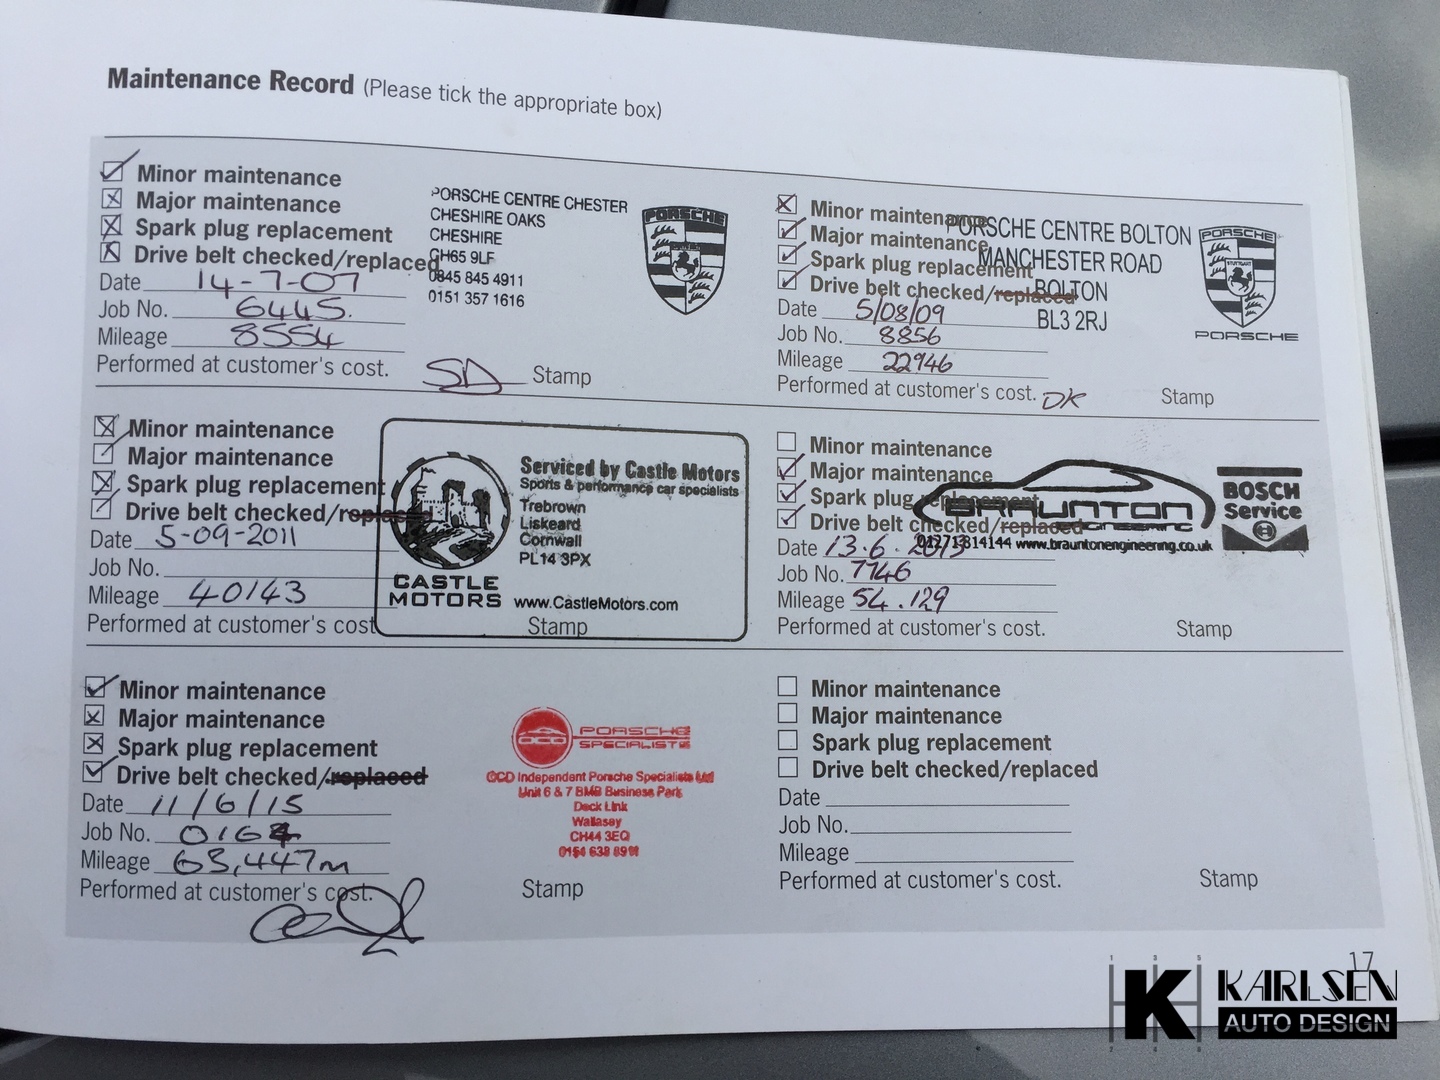 Maintenance Record (Please tick the appropriate box)
Minor maintenance
Major maintenance
Spark plug replacement
Drive belt checked/replaced
Date 14-7-07
Job No. 6445.
Mileage 8554
Performed at customer's cost.
SD
Stamp
PORSCHE CENTRE CHESTER
CHESHIRE OAKS
CHESHIRE
CH65 9LF
0845 845 4911
0151 357 1616
PORSCHE
Minor maintenance
Major maintenance
Spark plug replacement
Drive belt checked/replaced
Date 5/08/09
Job No. 8856
Mileage 22946
Performed at customer's cost.
DK
Stamp
PORSCHE CENTRE BOLTON
MANCHESTER ROAD
BOLTON
BL3 2RJ
PORSCHE
STUTTGART
PORSCHE
Minor maintenance
Major maintenance
Spark plug replacement
Drive belt checked/replaced
Date 5-09-2011
Job No.
Mileage 40143
Performed at customer's cost
Stamp
CASTLE
MOTORS
Serviced by Castle Motors
Sports & performance car specialists
Trebrown
Liskeard
Cornwall
PL14 3PX
www.CastleMotors.com
Minor maintenance
Major maintenance
Spark plug replacement
Drive belt checked/replaced
Date 13.6.2013
Job No. 7746
Mileage 54.129
Performed at customer's cost.
Stamp
BRAUNTON
ENGINEERING
01271 814144 www.brauntonengineering.co.uk
BOSCH
Service
Minor maintenance
Major maintenance
Spark plug replacement
Drive belt checked/replaced
Date 11/6/15
Job No. 0164
Mileage 63,447m
Performed at customer's cost.
Stamp
OCD
PORSCHE
SPECIALISTS
OCD Independent Porsche Specialists Ltd
Unit 6 & 7 BMB Business Park
Dock Link
Wallasey
CH44 3EQ
638
Minor maintenance
Major maintenance
Spark plug replacement
Drive belt checked/replaced
Date
Job No.
Mileage
Performed at customer's cost.
Stamp
17
1 3 5
K
2 6 R
KARLSEN
AUTO DESIGN